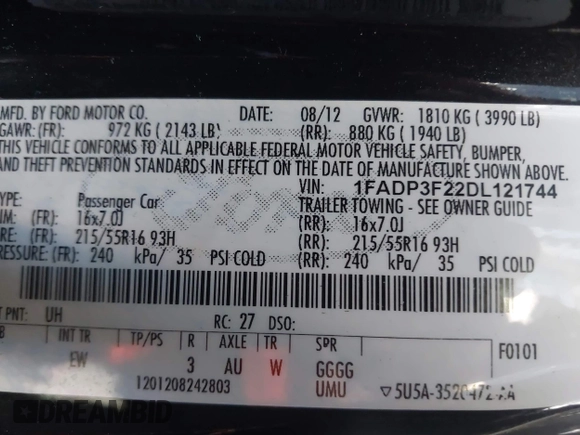 MFD. BY FORD MOTOR CO. DATE: 08/12 GVWR: 1810 KG ( 3990 LB)
GAWR: (FR): 972 KG ( 2143 LB) (RR): 880 KG ( 1940 LB)
THIS VEHICLE CONFORMS TO ALL APPLICABLE FEDERAL MOTOR VEHICLE SAFETY, BUMPER,
AND THEFT PREVENTION STANDARDS IN EFFECT ON THE DATE OF MANUFACTURE SHOWN ABOVE.
VIN: 1FADP3F22DL121744
TYPE: Passenger Car TRAILER TOWING - SEE OWNER GUIDE
IM: (FR): 16x7.0J (RR): 16x7.0J
RE: (FR): 215/55R16 93H (RR): 215/55R16 93H
PRESSURE: (FR): 240 kPa/ 35 PSI COLD (RR): 240 kPa/ 35 PSI COLD
T PNT: UH RC: 27 DSO:
B INT TR TP/PS R AXLE TR SPR F0101
EW 3 AU W GGGG
1201208242803 UMU ▽5U5A-3520472-AA
DREAMBID